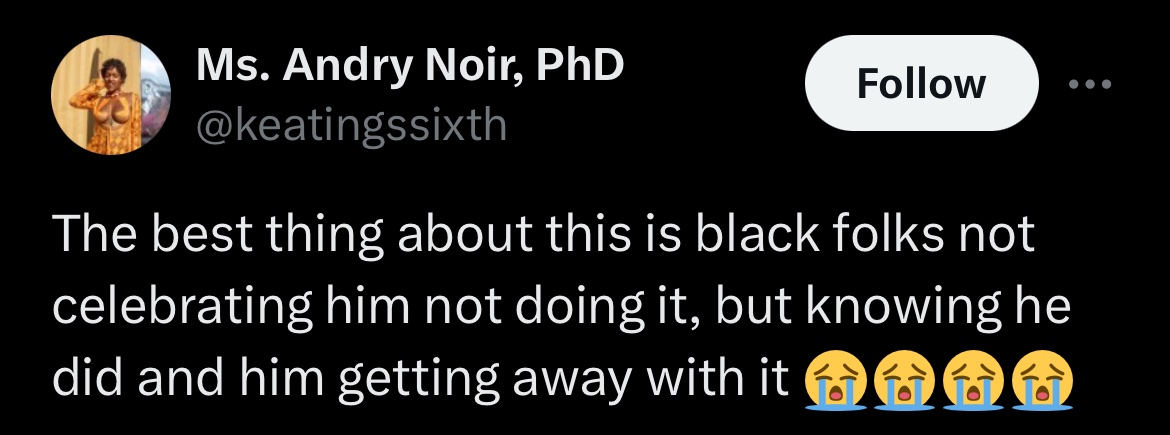 Ms. Andry Noir, PhD
@keatingssixth
Follow
The best thing about this is black folks not
celebrating him not doing it, but knowing he
did and him getting away with it 😭😭😭😭